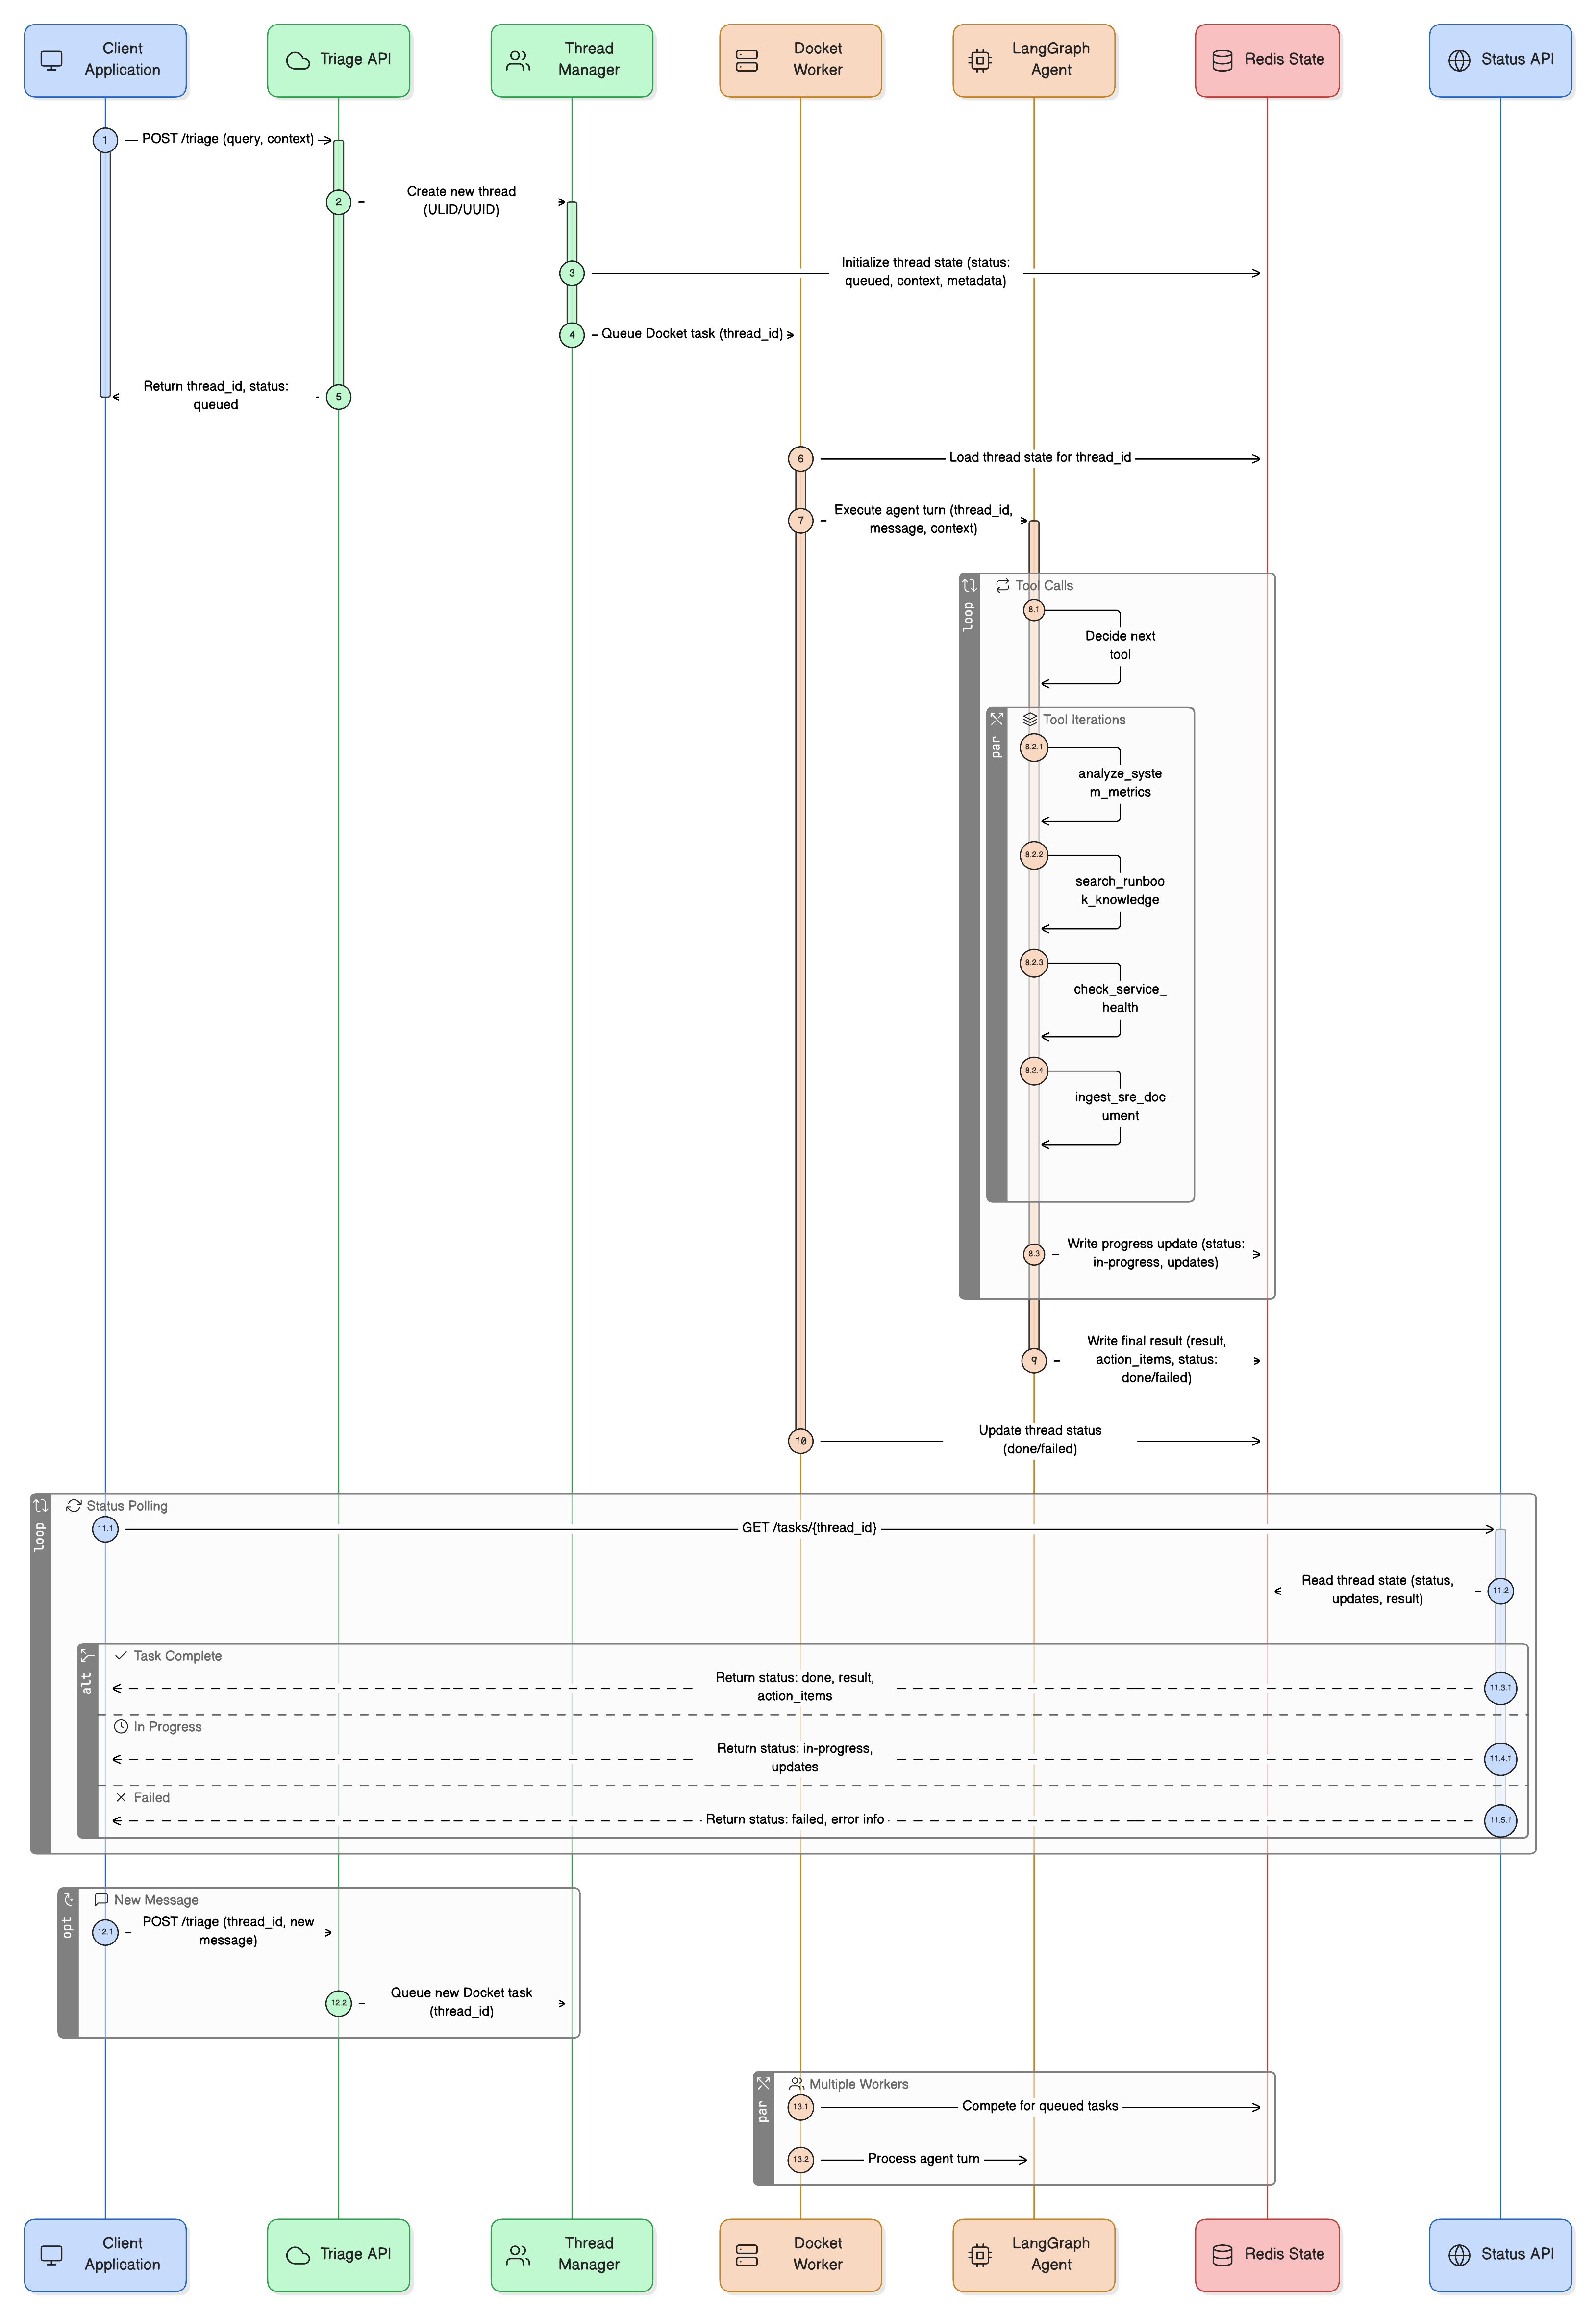 Client
Application
Triage API
Thread
Manager
Docket
Worker
LangGraph
Agent
Redis State
Status API
1
POST /triage (query, context)
2
Create new thread
(ULID/UUID)
3
Initialize thread state (status:
queued, context, metadata)
4
Queue Docket task (thread_id)
Return thread_id, status:
queued
5
6
Load thread state for thread_id
7
Execute agent turn (thread_id,
message, context)
loop
Tool Calls
8.1
Decide next
tool
par
Tool Iterations
8.2.1
analyze_syste
m_metrics
8.2.2
search_runboo
k_knowledge
8.2.3
check_service_
health
8.2.4
ingest_sre_doc
ument
8.3
Write progress update (status:
in-progress, updates)
9
Write final result (result,
action_items, status:
done/failed)
10
Update thread status
(done/failed)
loop
Status Polling
11.1
GET /tasks/{thread_id}
Read thread state (status,
updates, result)
11.2
alt
Task Complete
Return status: done, result,
action_items
11.3.1
In Progress
Return status: in-progress,
updates
11.4.1
Failed
Return status: failed, error info
11.5.1
opt
New Message
12.1
POST /triage (thread_id, new
message)
12.2
Queue new Docket task
(thread_id)
par
Multiple Workers
13.1
Compete for queued tasks
13.2
Process agent turn
Client
Application
Triage API
Thread
Manager
Docket
Worker
LangGraph
Agent
Redis State
Status API